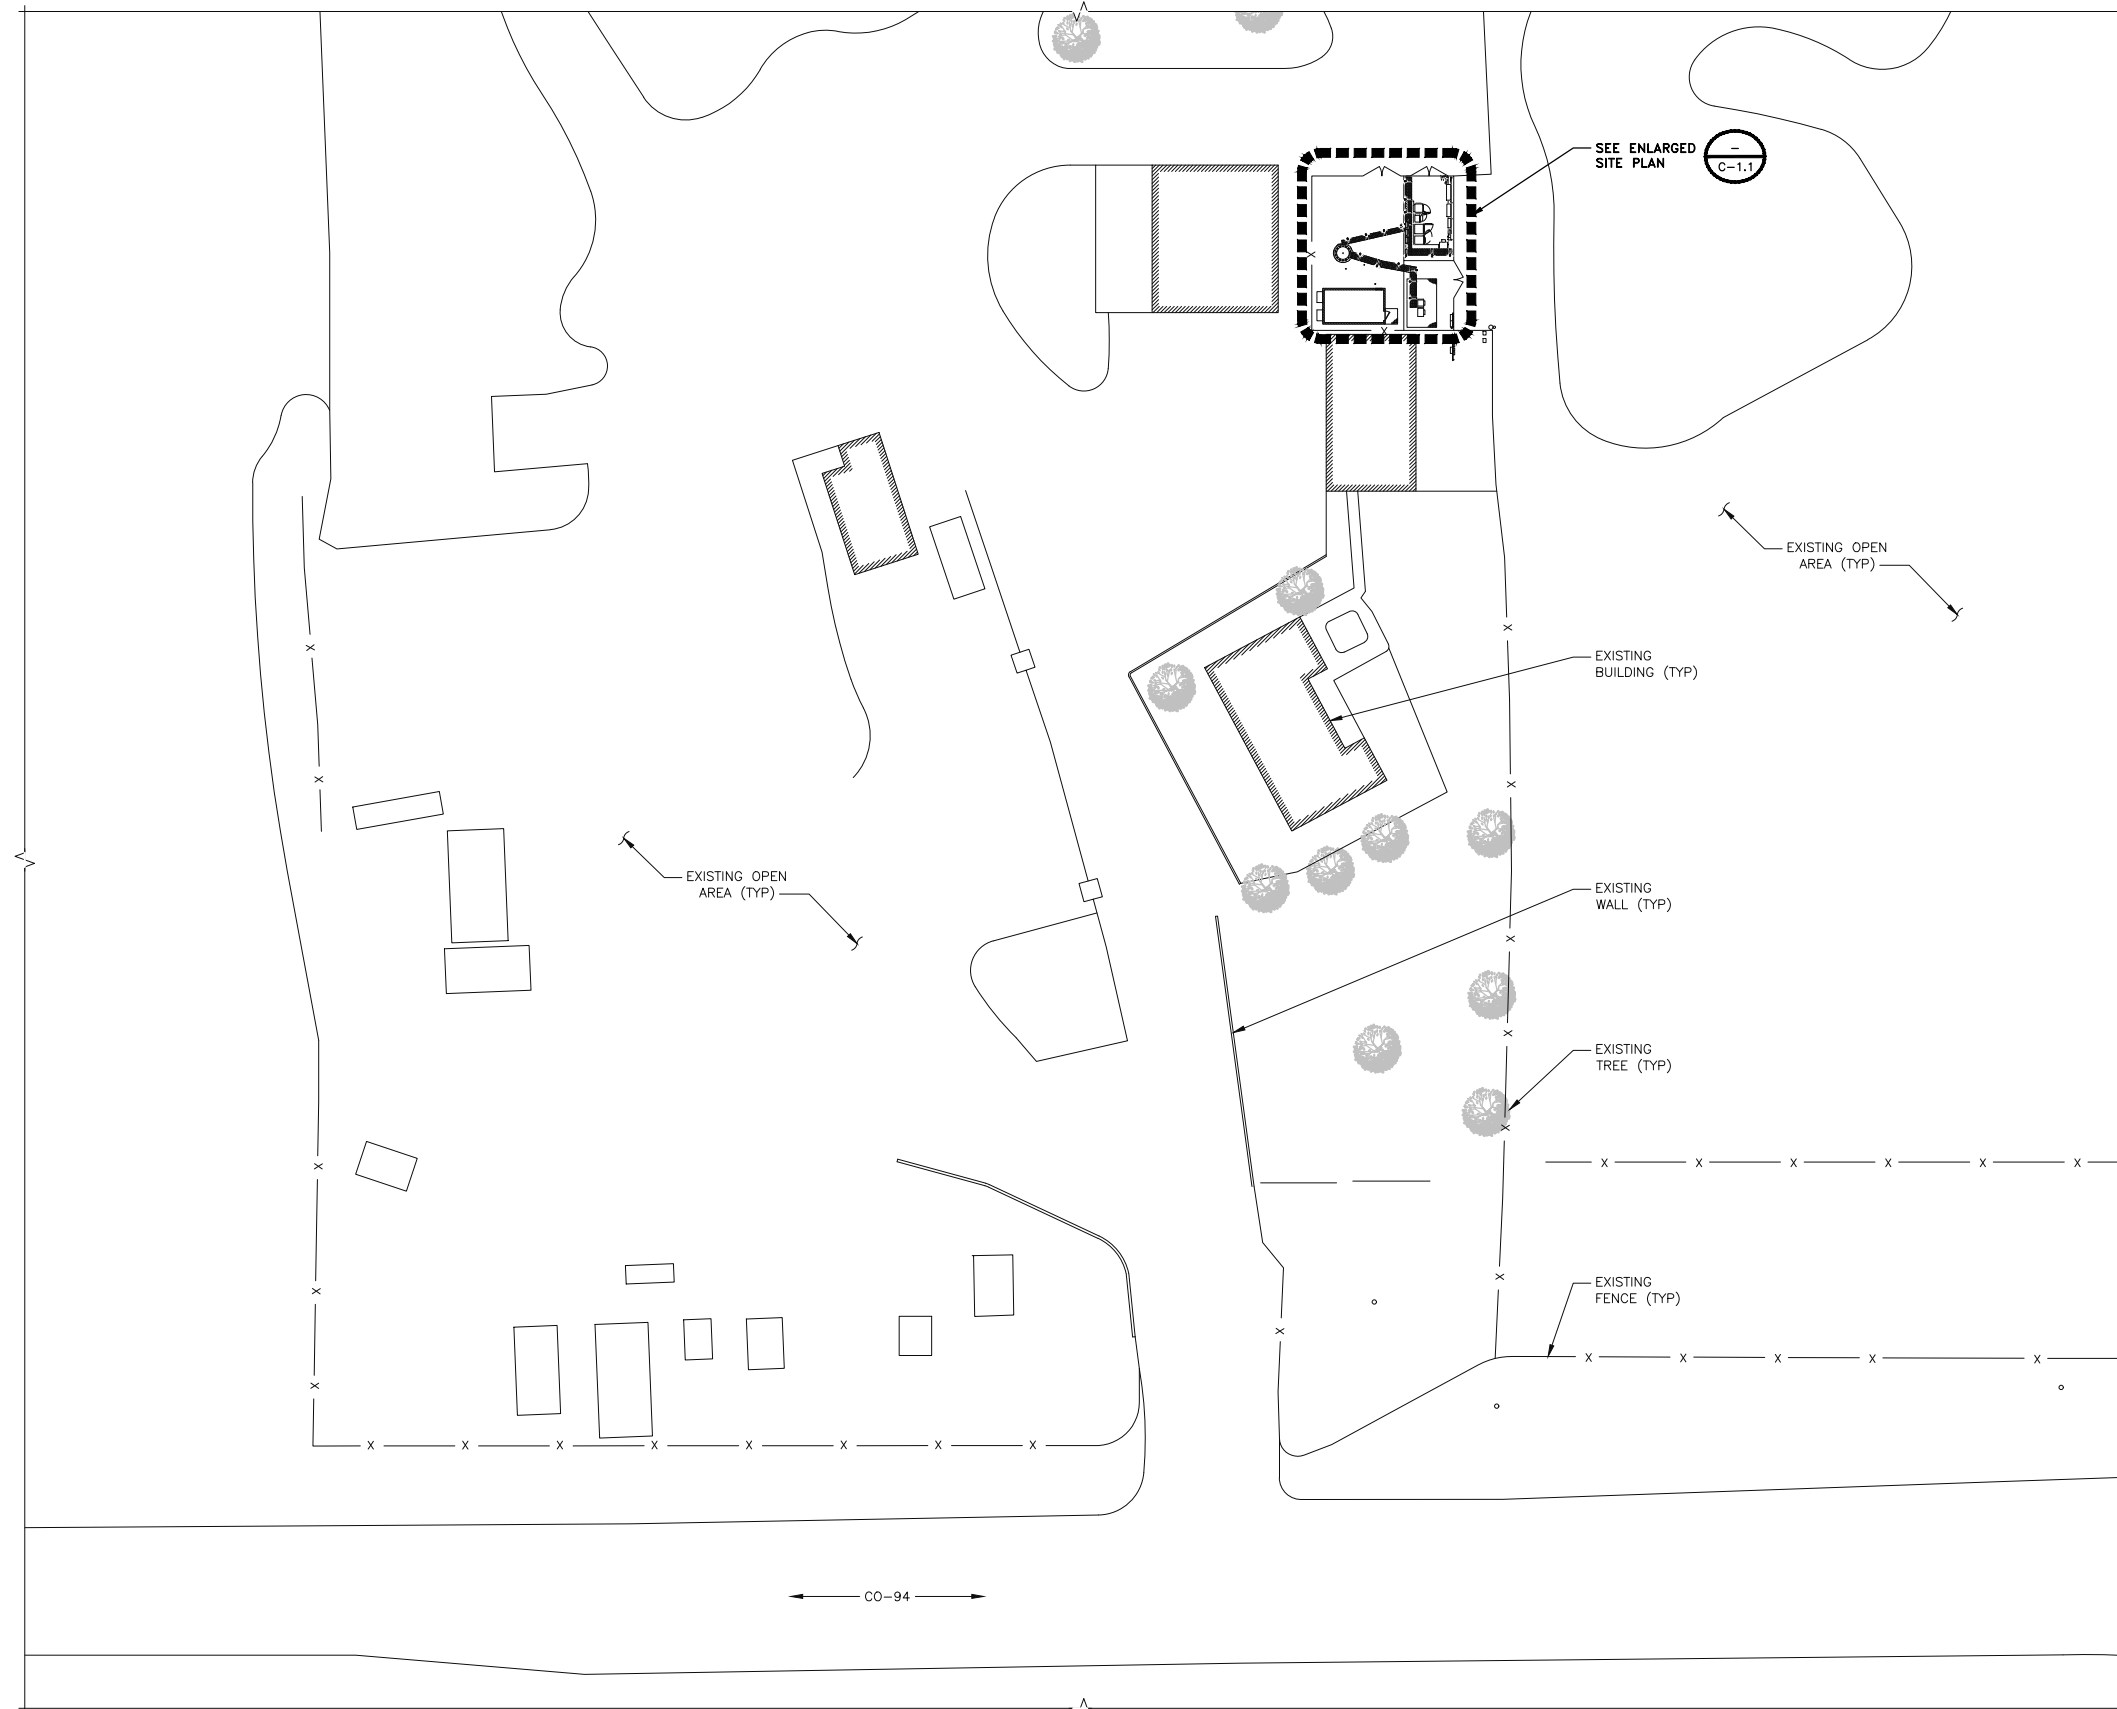 SEE ENLARGED
SITE PLAN
–
C-1.1
EXISTING OPEN
AREA (TYP)
EXISTING
BUILDING (TYP)
EXISTING OPEN
AREA (TYP)
EXISTING
WALL (TYP)
EXISTING
TREE (TYP)
EXISTING
FENCE (TYP)
CO-94